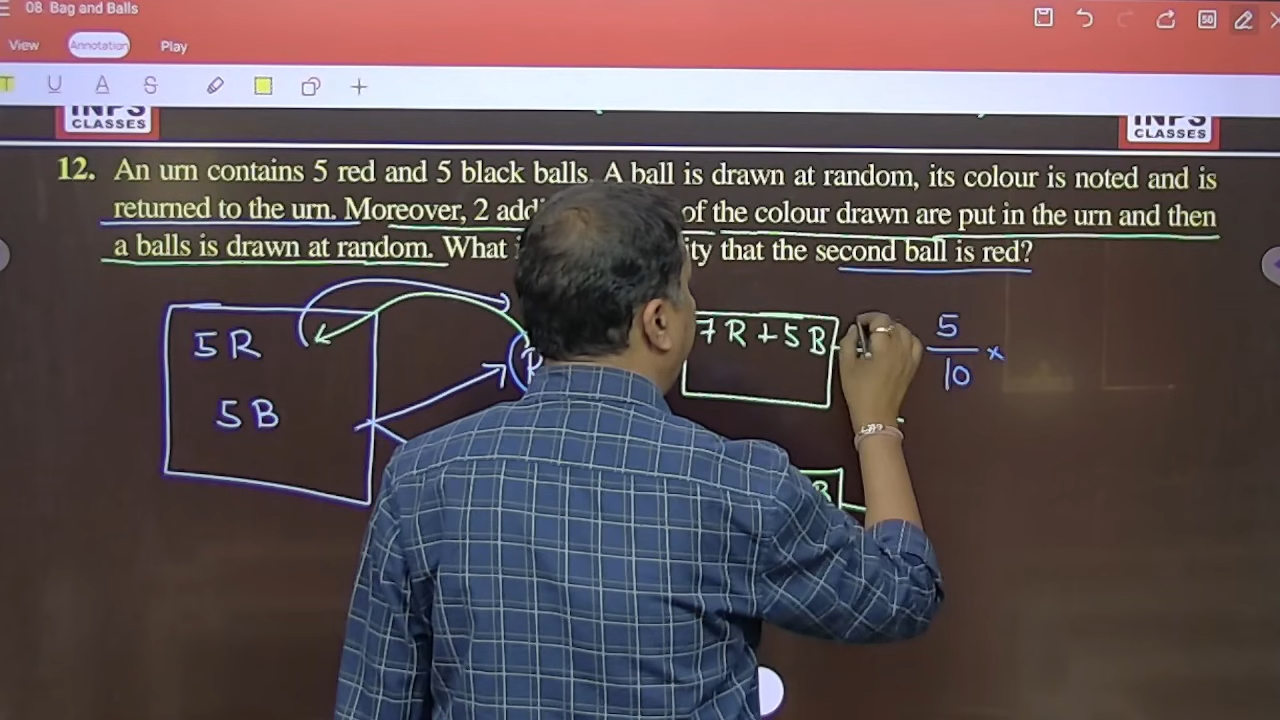 08 Bag and Balls
50
View Annotation Play
T U A S
INPS
CLASSES
INPS
CLASSES
12. An urn contains 5 red and 5 black balls. A ball is drawn at random, its colour is noted and is
returned to the urn. Moreover, 2 add of the colour drawn are put in the urn and then
a balls is drawn at random. What ity that the second ball is red?
5R
5B
R
7R+5B
5/10 ×
B